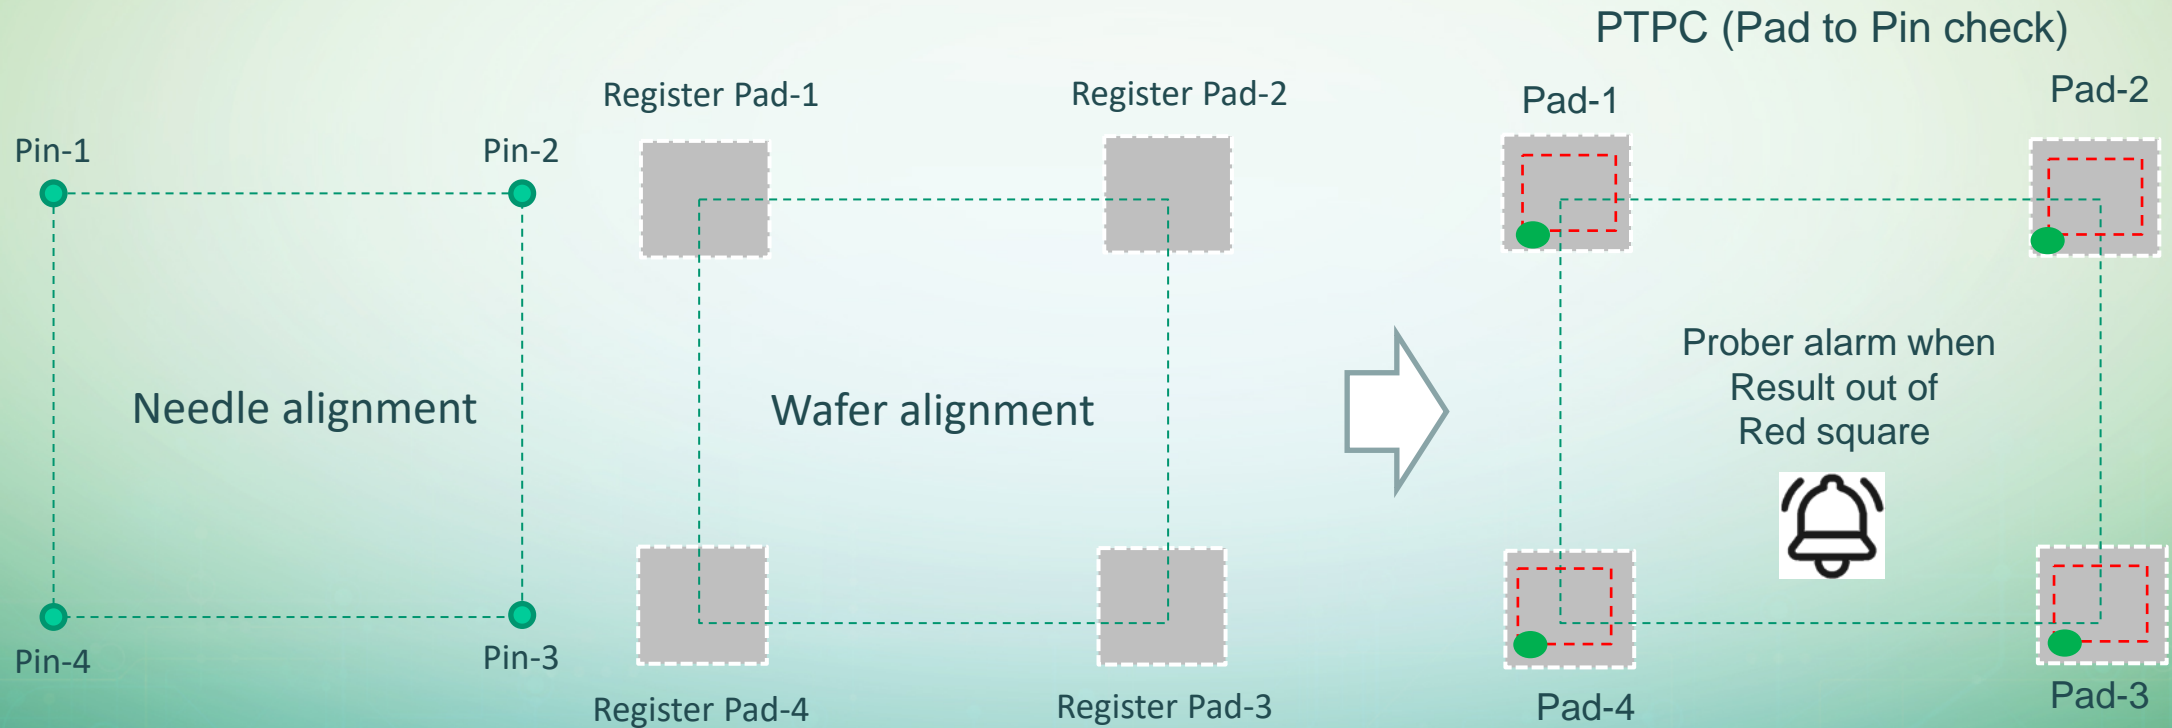 PTPC (Pad to Pin check)
Pin-1
Pin-2
Needle alignment
Pin-4
Pin-3
Register Pad-1
Register Pad-2
Wafer alignment
Register Pad-4
Register Pad-3
Pad-1
Pad-2
Prober alarm when
Result out of
Red square
Pad-4
Pad-3